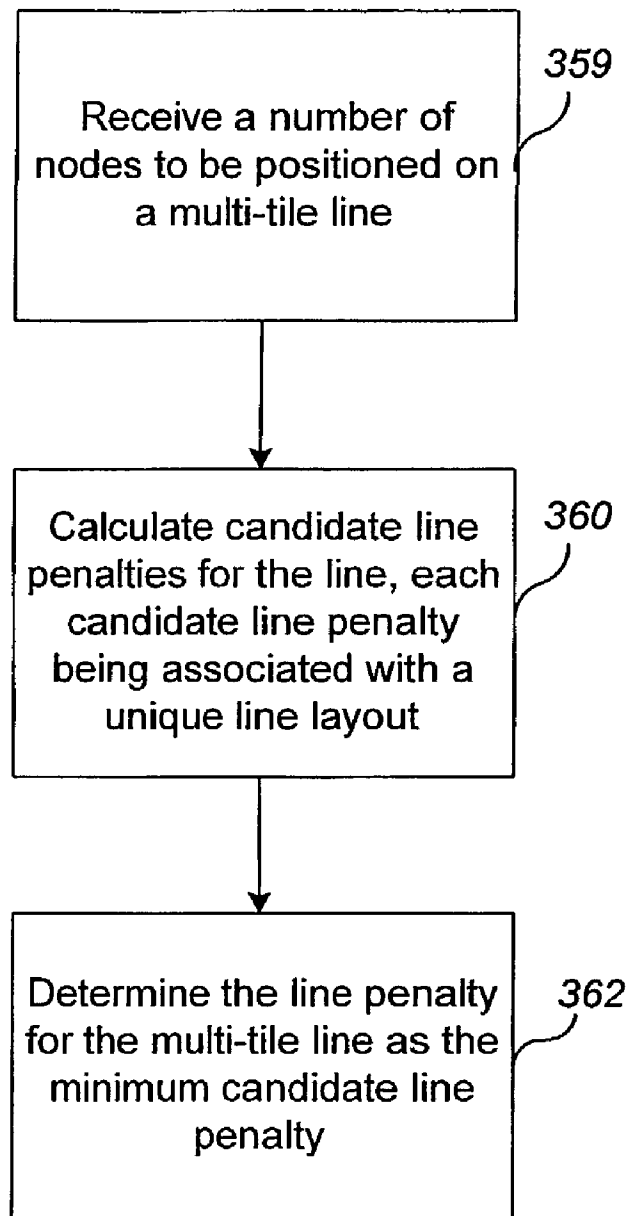 359
Receive a number of
nodes to be positioned on
a multi-tile line
360
Calculate candidate line
penalties for the line, each
candidate line penalty
being associated with a
unique line layout
362
Determine the line penalty
for the multi-tile line as the
minimum candidate line
penalty